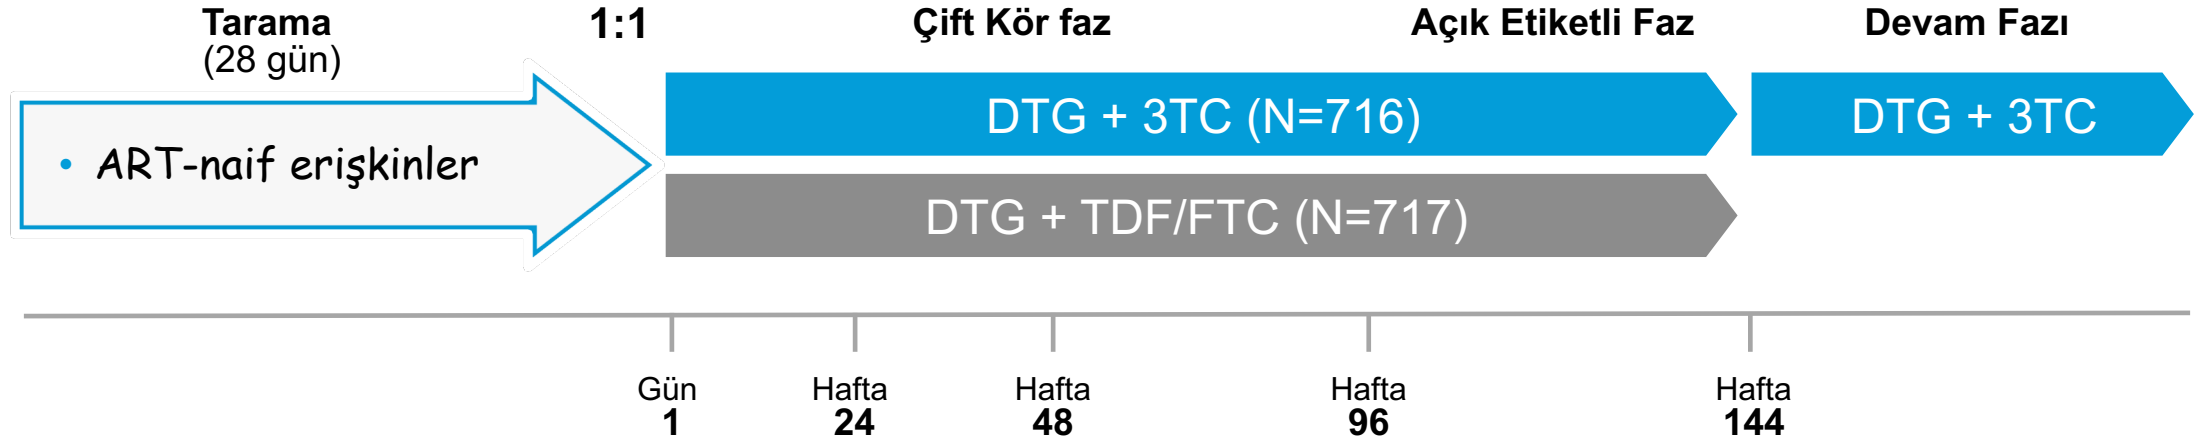 Tarama
(28 gün)
1:1
Çift Kör faz
Açık Etiketli Faz
Devam Fazı
• ART-naif erişkinler
DTG + 3TC (N=716)
DTG + 3TC
DTG + TDF/FTC (N=717)
Gün
1
Hafta
24
Hafta
48
Hafta
96
Hafta
144